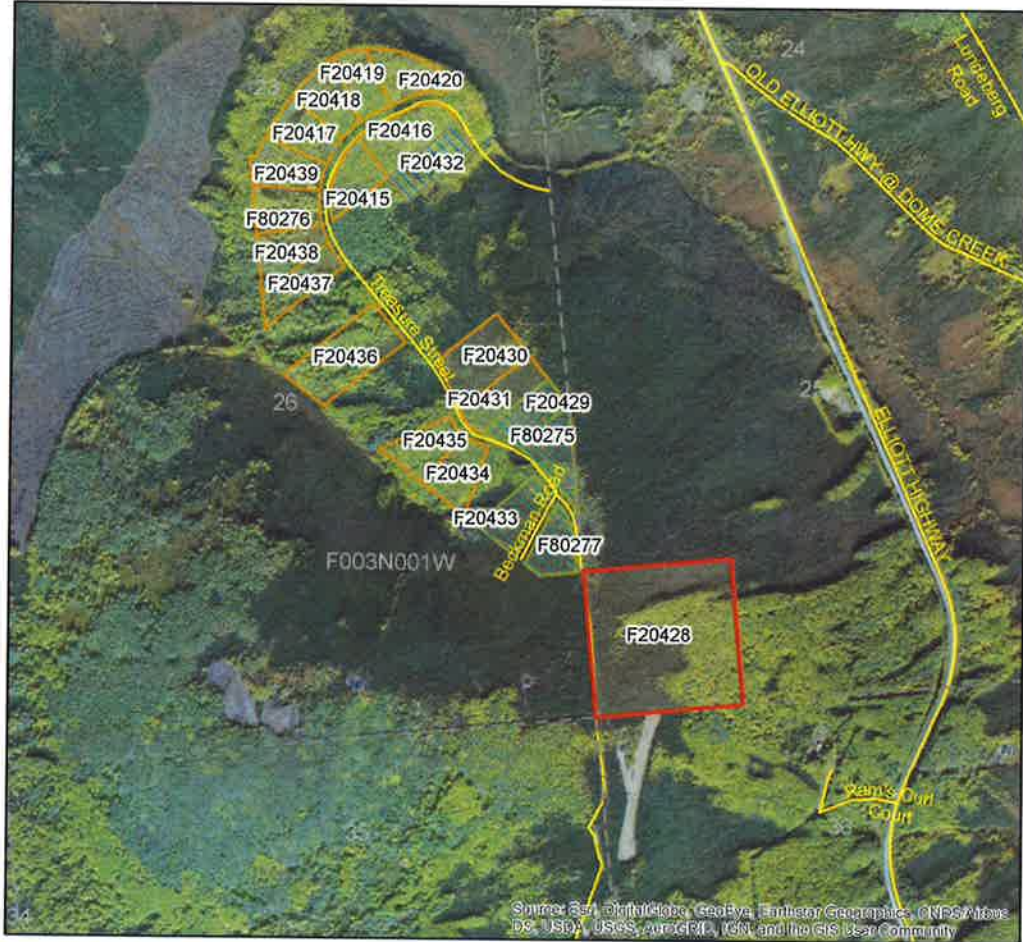 24
Lundeberg
Road
OLD ELLIOTT HWY @ DOME CREEK
F20419
F20420
F20418
F20416
F20417
F20432
F20439
F20415
F80276
F20438
F20437
Treasure Street
F20430
F20436
F20431
F20429
25
26
F20435
F80275
F20434
ELLIOTT HIGHWAY
F20433
Beckman Road
F80277
F003N001W
F20428
Ram's Curl
Court
36
35
34
Source: Esri, DigitalGlobe, GeoEye, Earthstar Geographics, CNES/Airbus
DS, USDA, USGS, AeroGRID, IGN, and the GIS User Community